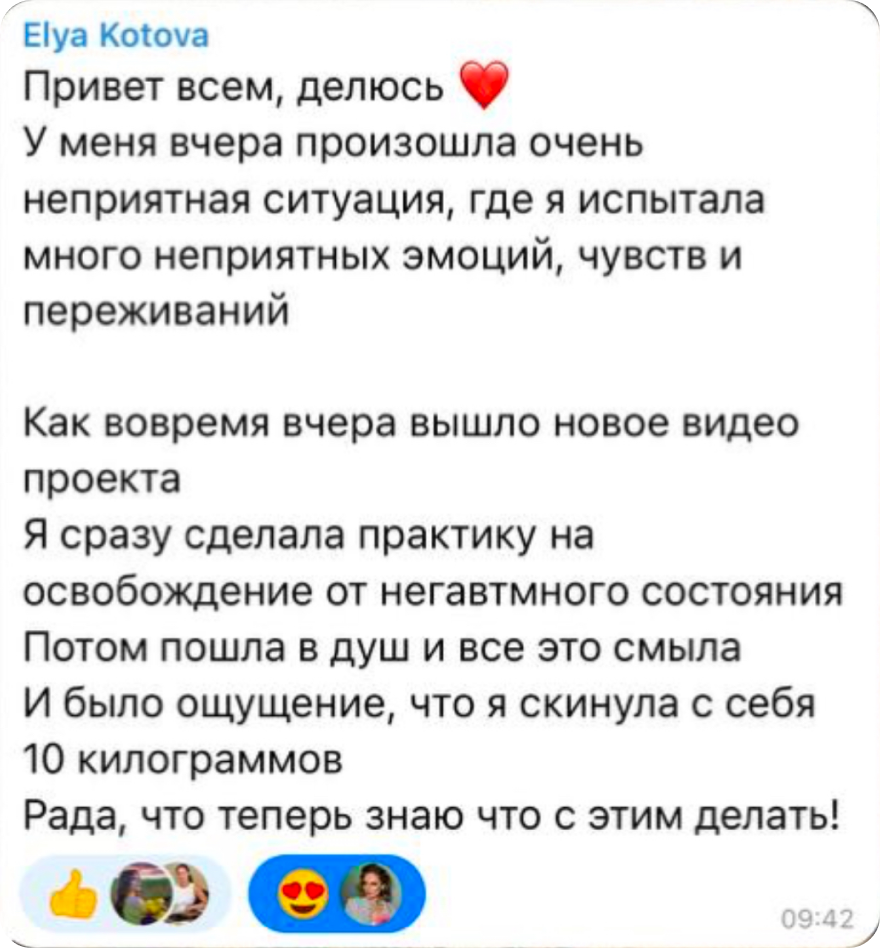 Elya Kotova
Привет всем, делюсь ❤️
У меня вчера произошла очень
неприятная ситуация, где я испытала
много неприятных эмоций, чувств и
переживаний
Как вовремя вчера вышло новое видео
проекта
Я сразу сделала практику на
освобождение от негавтмного состояния
Потом пошла в душ и все это смыла
И было ощущение, что я скинула с себя
10 килограммов
Рада, что теперь знаю что с этим делать!
09:42